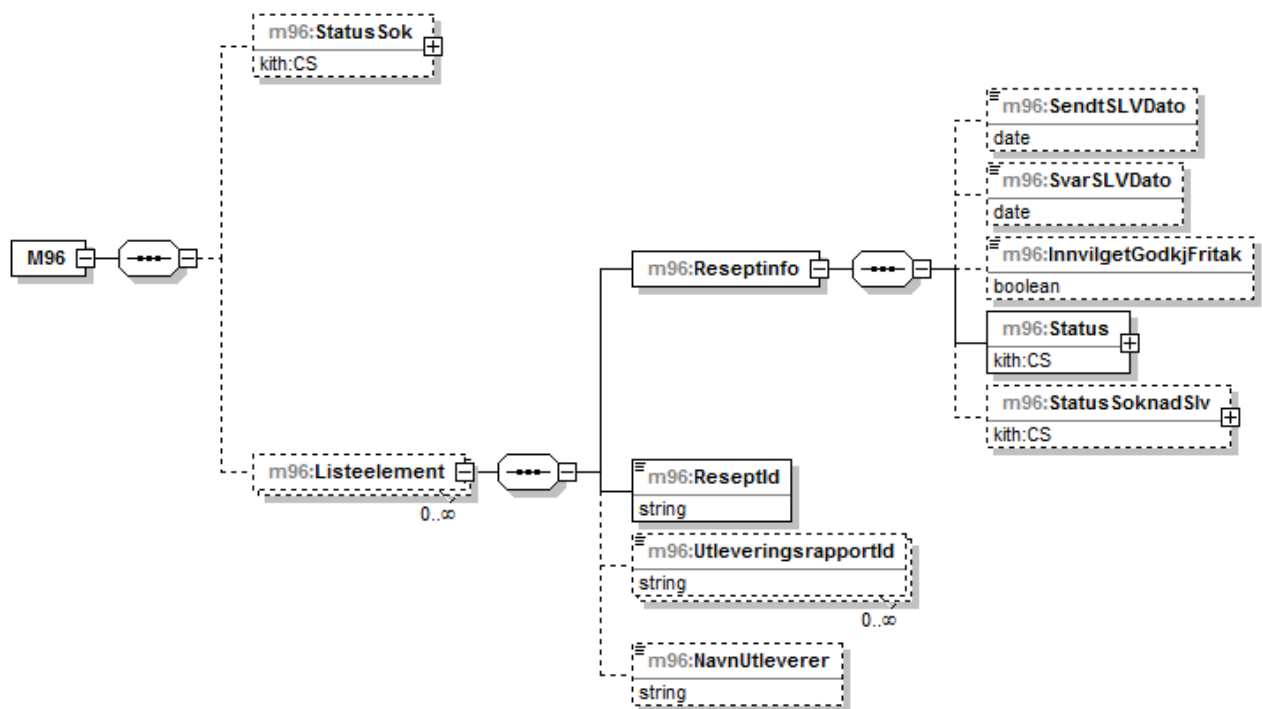 m96:StatusSok
kith:CS
m96:SendtSLVDato
date
m96:SvarSLVDato
date
M96
m96:Reseptinfo
m96:InnvilgetGodkjFritak
boolean
m96:Status
kith:CS
m96:StatusSoknadSlv
kith:CS
m96:Listeelement
0..∞
m96:ReseptId
string
m96:UtleveringsrapportId
string
0..∞
m96:NavnUtleverer
string